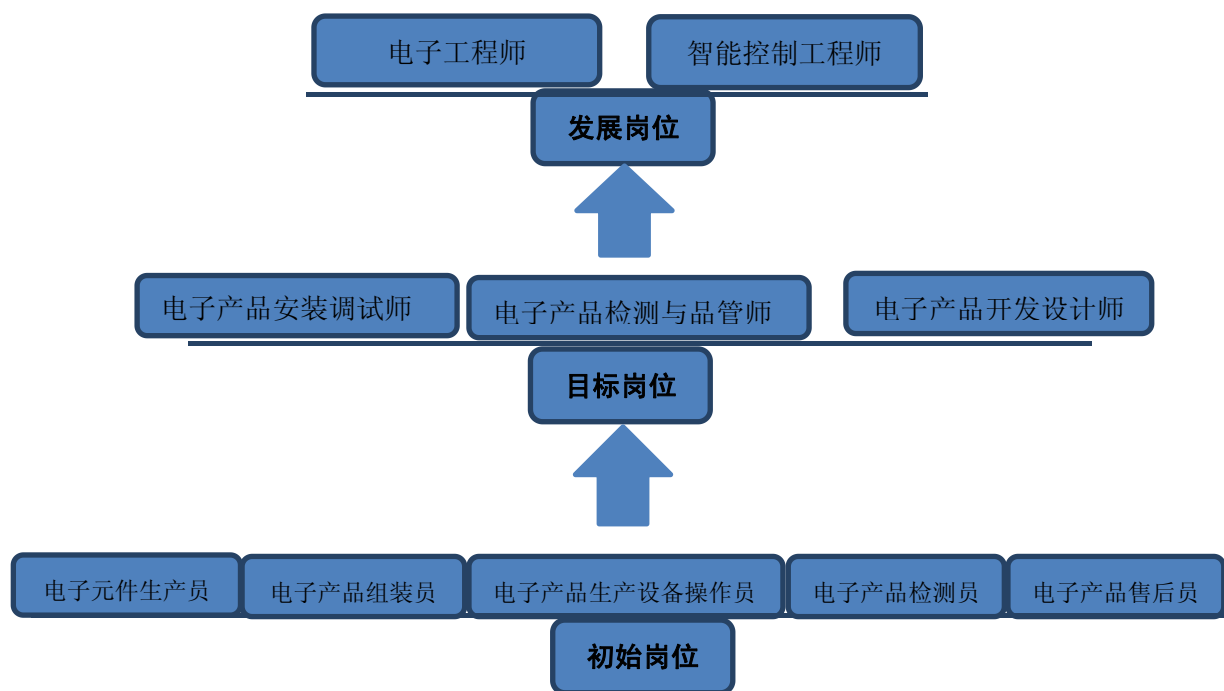 电子工程师
智能控制工程师
发展岗位
电子产品安装调试师
电子产品检测与品管师
电子产品开发设计师
目标岗位
电子元件生产员
电子产品组装员
电子产品生产设备操作员
电子产品检测员
电子产品售后员
初始岗位